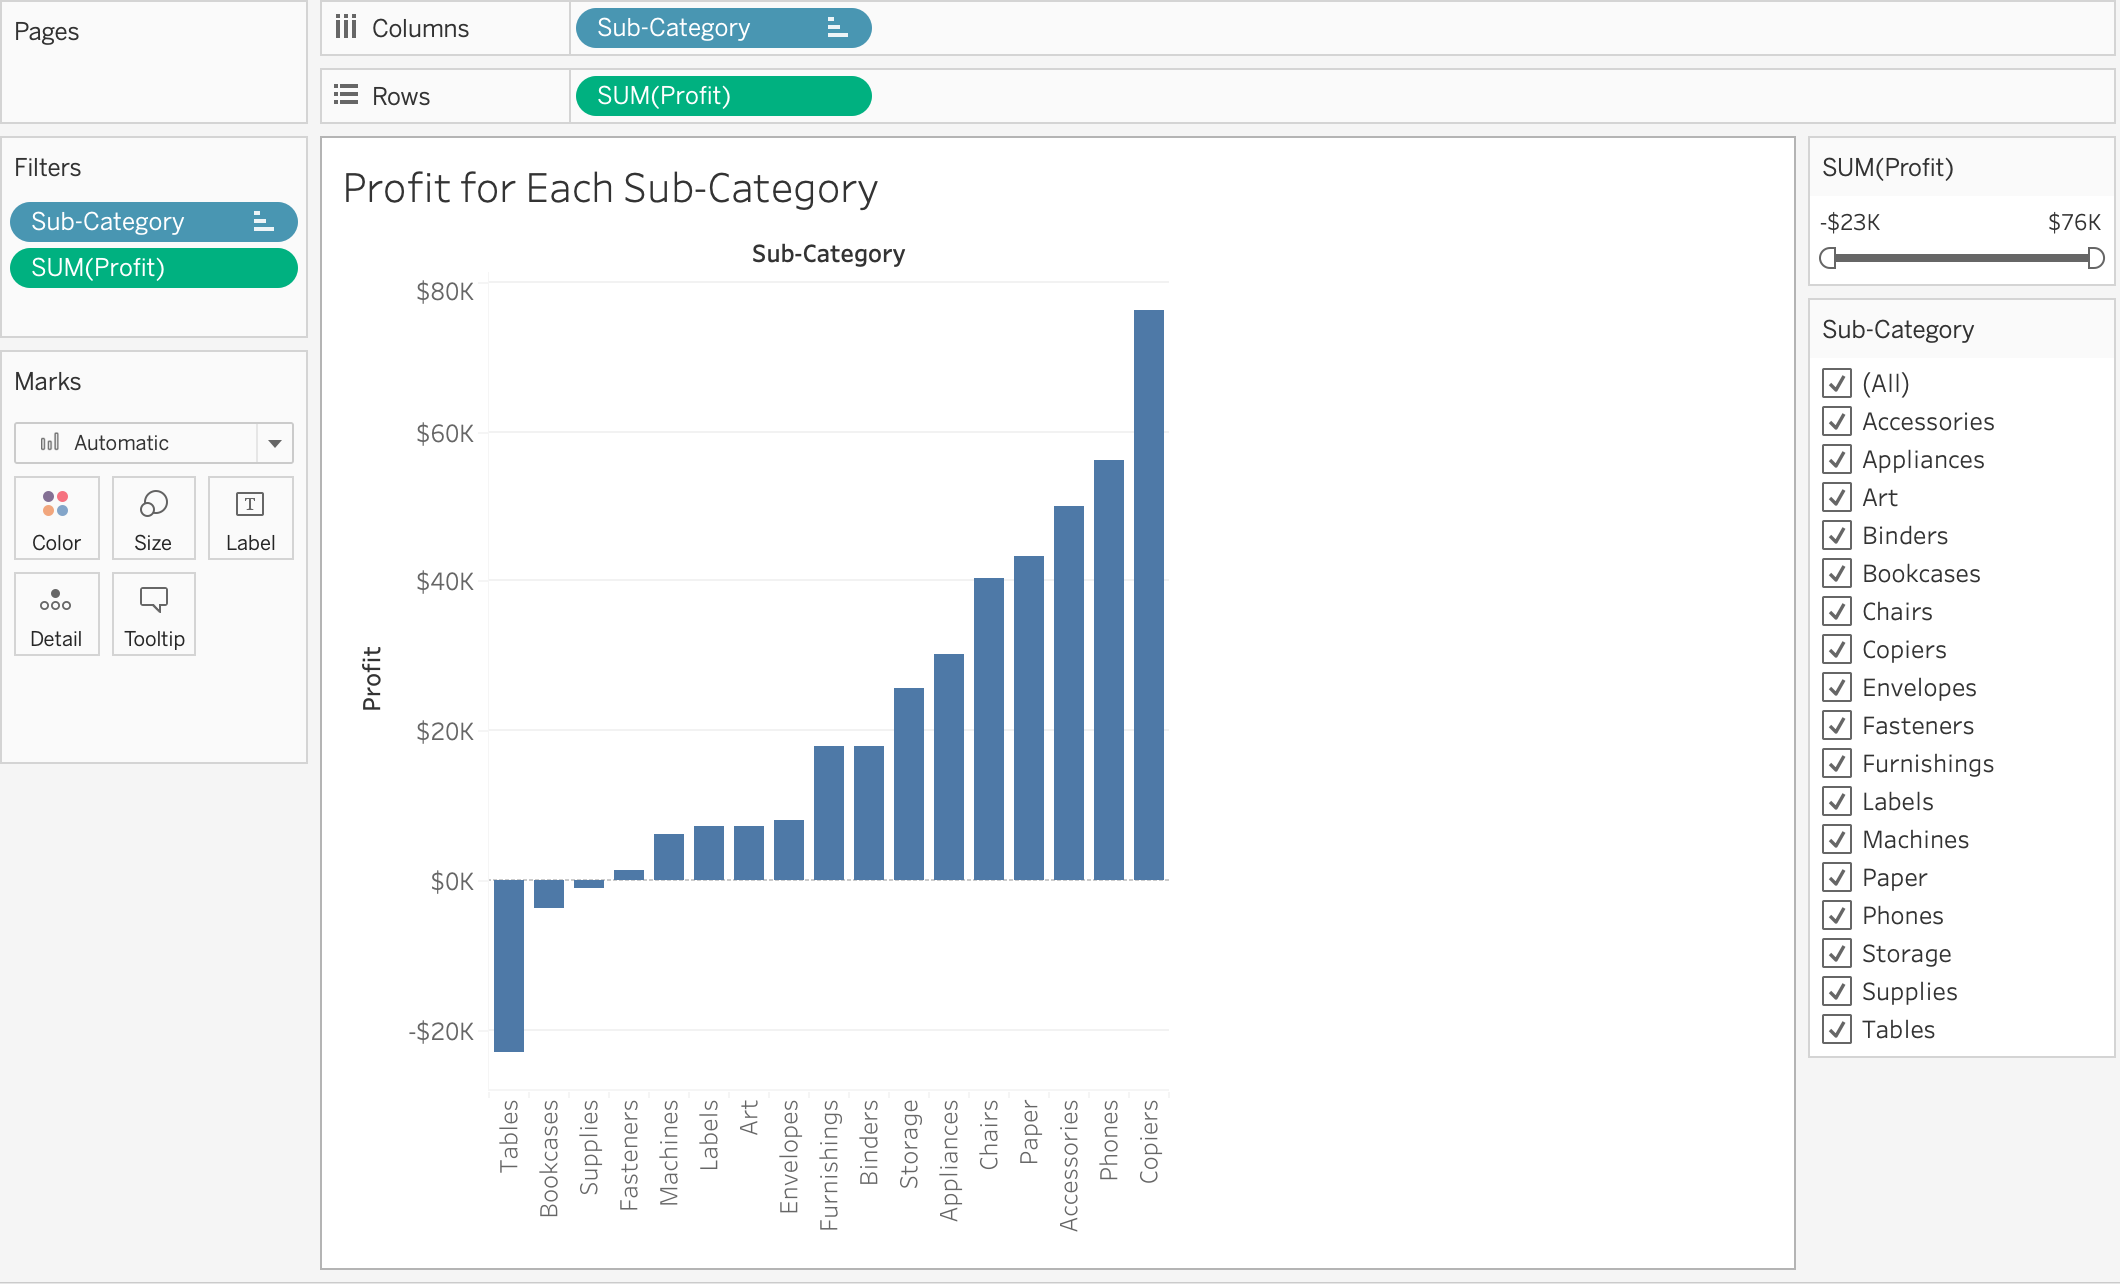 Pages
Columns
Sub-Category
Rows
SUM(Profit)
Filters
Sub-Category
SUM(Profit)
Marks
Automatic
Color
Size
T
Label
Detail
Tooltip
Profit for Each Sub-Category
Sub-Category
Profit
$80K
$60K
$40K
$20K
$0K
-$20K
Tables
Bookcases
Supplies
Fasteners
Machines
Labels
Art
Envelopes
Furnishings
Binders
Storage
Appliances
Chairs
Paper
Accessories
Phones
Copiers
SUM(Profit)
-$23K $76K
Sub-Category
(All)
Accessories
Appliances
Art
Binders
Bookcases
Chairs
Copiers
Envelopes
Fasteners
Furnishings
Labels
Machines
Paper
Phones
Storage
Supplies
Tables